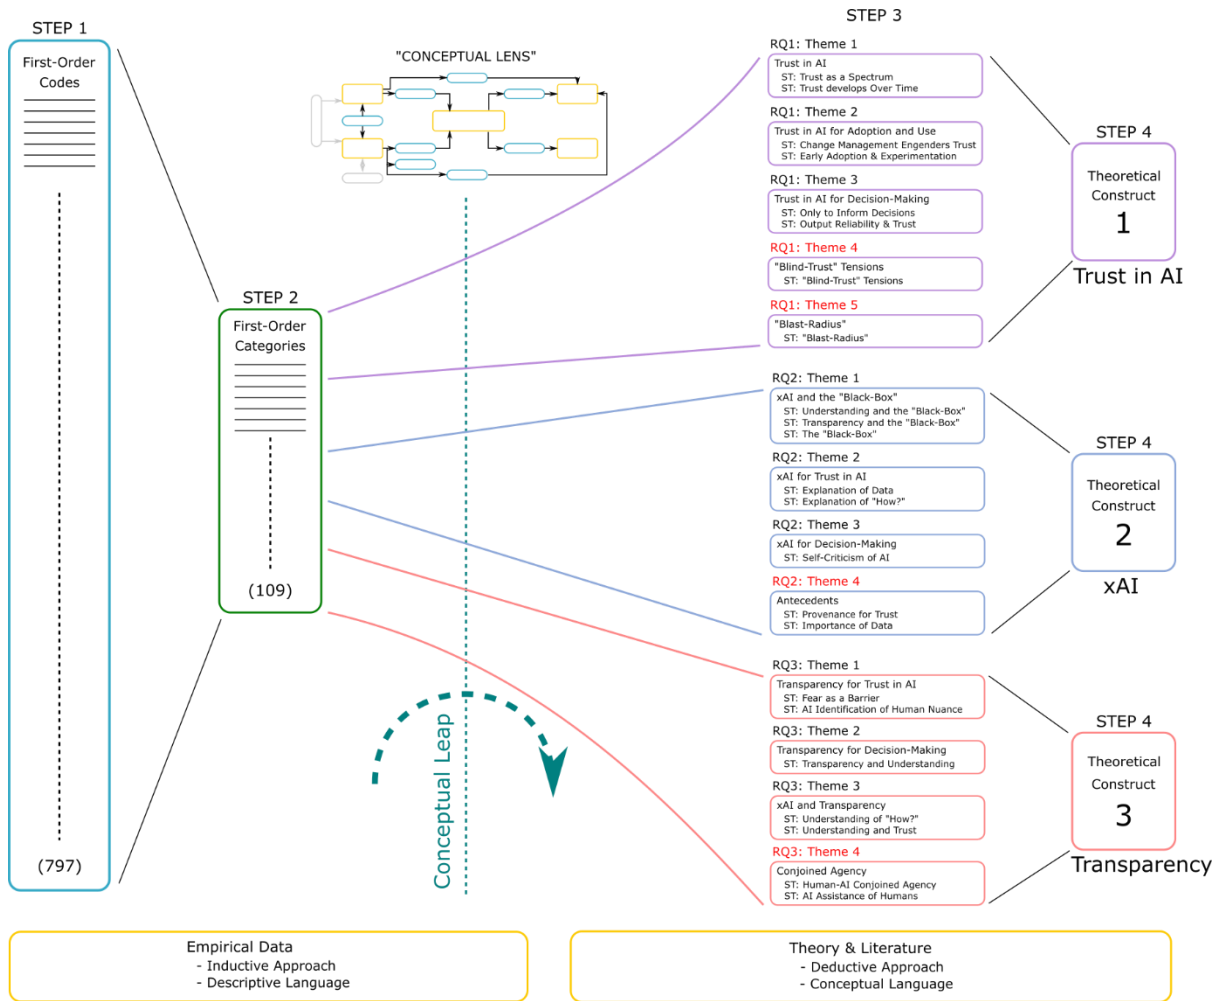 STEP 1
First-Order
Codes
(797)
STEP 2
First-Order
Categories
(109)
"CONCEPTUAL LENS"
Conceptual Leap
STEP 3
RQ1: Theme 1
Trust in AI
ST: Trust as a Spectrum
ST: Trust develops Over Time
RQ1: Theme 2
Trust in AI for Adoption and Use
ST: Change Management Engenders Trust
ST: Early Adoption & Experimentation
RQ1: Theme 3
Trust in AI for Decision-Making
ST: Only to Inform Decisions
ST: Output Reliability & Trust
RQ1: Theme 4
"Blind-Trust" Tensions
ST: "Blind-Trust" Tensions
RQ1: Theme 5
"Blast-Radius"
ST: "Blast-Radius"
STEP 4
Theoretical
Construct
1
Trust in AI
RQ2: Theme 1
xAI and the "Black-Box"
ST: Understanding and the "Black-Box"
ST: Transparency and the "Black-Box"
ST: The "Black-Box"
RQ2: Theme 2
xAI for Trust in AI
ST: Explanation of Data
ST: Explanation of "How?"
RQ2: Theme 3
xAI for Decision-Making
ST: Self-Criticism of AI
RQ2: Theme 4
Antecedents
ST: Provenance for Trust
ST: Importance of Data
STEP 4
Theoretical
Construct
2
xAI
RQ3: Theme 1
Transparency for Trust in AI
ST: Fear as a Barrier
ST: AI Identification of Human Nuance
RQ3: Theme 2
Transparency for Decision-Making
ST: Transparency and Understanding
RQ3: Theme 3
xAI and Transparency
ST: Understanding of "How?"
ST: Understanding and Trust
RQ3: Theme 4
Conjoined Agency
ST: Human-AI Conjoined Agency
ST: AI Assistance of Humans
STEP 4
Theoretical
Construct
3
Transparency
Empirical Data
- Inductive Approach
- Descriptive Language
Theory & Literature
- Deductive Approach
- Conceptual Language